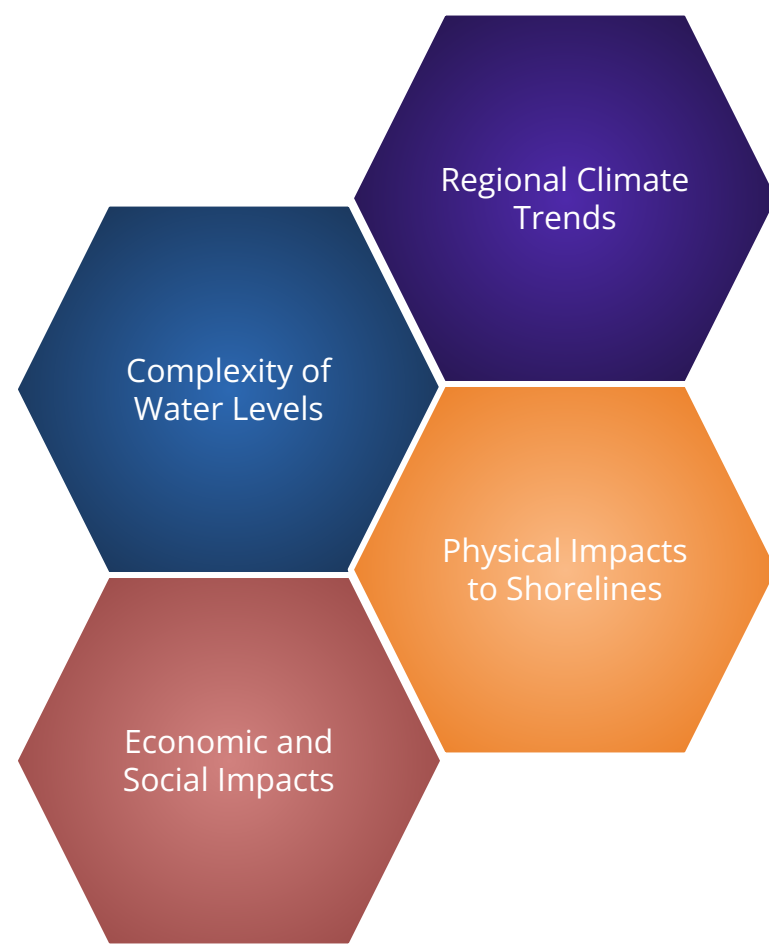 Regional Climate
Trends
Complexity of
Water Levels
Physical Impacts
to Shorelines
Economic and
Social Impacts